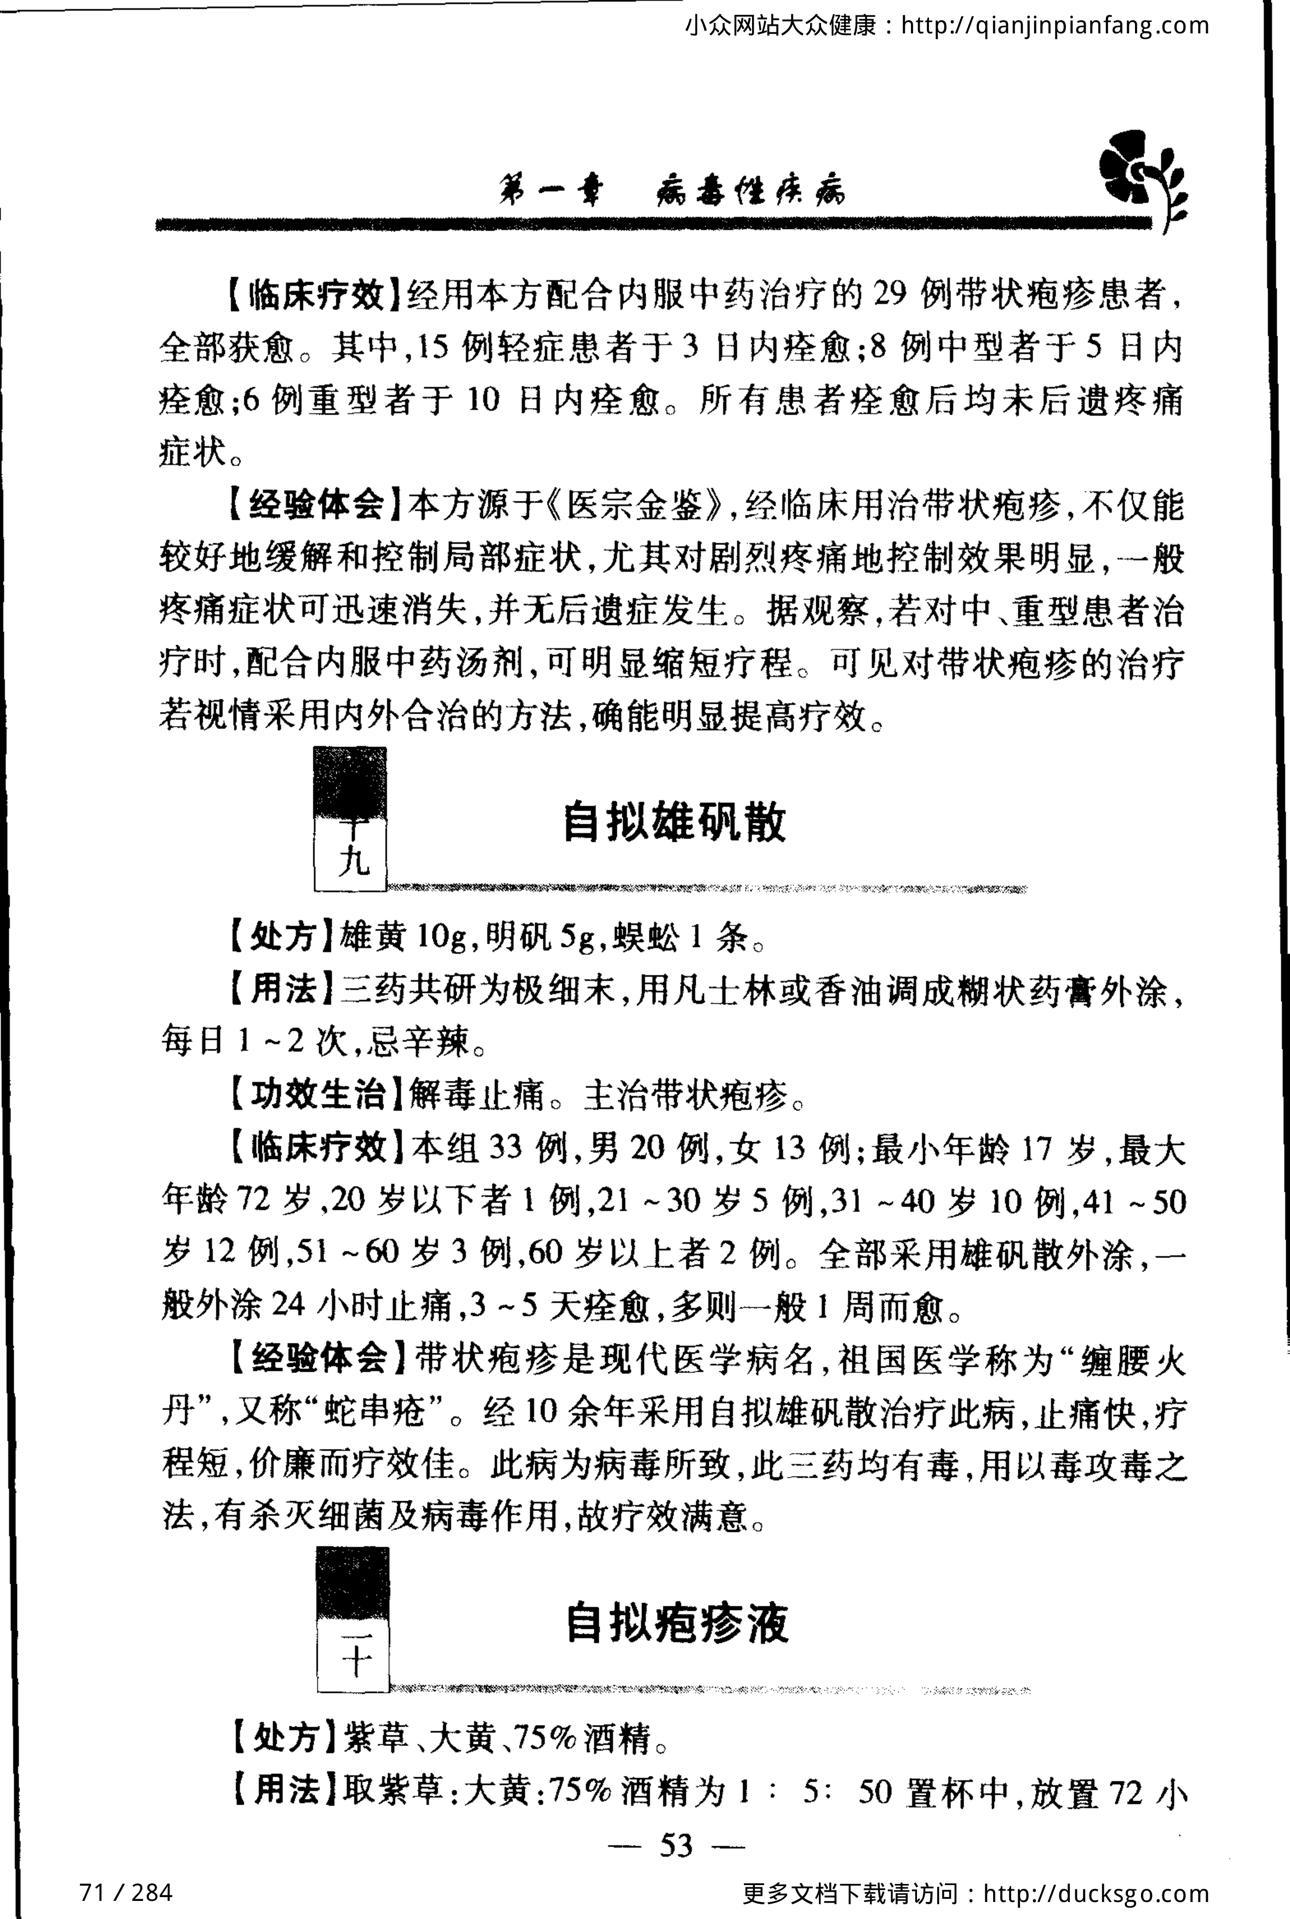 小众网站大众健康：http://qianjinpianfang.com
第一章 病毒性疾病
【临床疗效】经用本方配合内服中药治疗的 29 例带状疱疹患者，
全部获愈。其中，15 例轻症患者于 3 日内痊愈；8 例中型者于 5 日内
痊愈；6 例重型者于 10 日内痊愈。所有患者痊愈后均未后遗疼痛
症状。
【经验体会】本方源于《医宗金鉴》，经临床用治带状疱疹，不仅能
较好地缓解和控制局部症状，尤其对剧烈疼痛地控制效果明显，一般
疼痛症状可迅速消失，并无后遗症发生。据观察，若对中、重型患者治
疗时，配合内服中药汤剂，可明显缩短疗程。可见对带状疱疹的治疗
若视情采用内外合治的方法，确能明显提高疗效。
十
九
自拟雄矾散
【处方】雄黄 10g，明矾 5g，蜈蚣 1 条。
【用法】三药共研为极细末，用凡士林或香油调成糊状药膏外涂，
每日 1～2 次，忌辛辣。
【功效生治】解毒止痛。主治带状疱疹。
【临床疗效】本组 33 例，男 20 例，女 13 例；最小年龄 17 岁，最大
年龄 72 岁，20 岁以下者 1 例，21～30 岁 5 例，31～40 岁 10 例，41～50
岁 12 例，51～60 岁 3 例，60 岁以上者 2 例。全部采用雄矾散外涂，一
般外涂 24 小时止痛，3～5 天痊愈，多则一般 1 周而愈。
【经验体会】带状疱疹是现代医学病名，祖国医学称为“缠腰火
丹”，又称“蛇串疮”。经 10 余年采用自拟雄矾散治疗此病，止痛快，疗
程短，价廉而疗效佳。此病为病毒所致，此三药均有毒，用以毒攻毒之
法，有杀灭细菌及病毒作用，故疗效满意。
二十
自拟疱疹液
【处方】紫草、大黄、75% 酒精。
【用法】取紫草：大黄：75% 酒精为 1 ： 5： 50 置杯中，放置 72 小
— 53 —
71 / 284
更多文档下载请访问：http://ducksgo.com